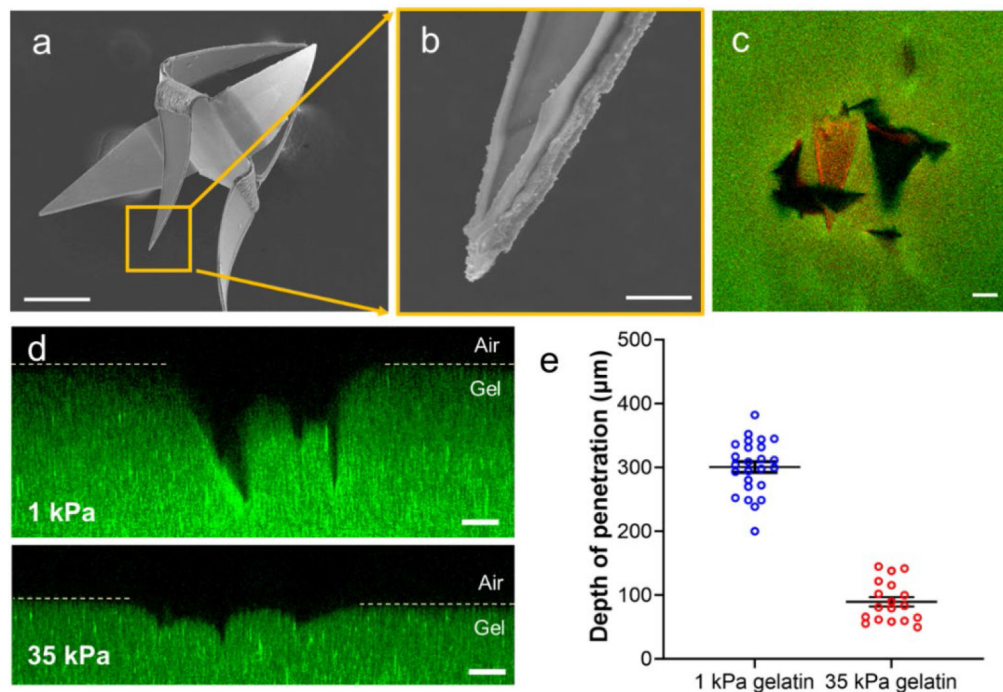 a
b
c
d
Air
Gel
1 kPa
Air
Gel
35 kPa
e
Depth of penetration (μm)
500
400
300
200
100
0
1 kPa gelatin 35 kPa gelatin